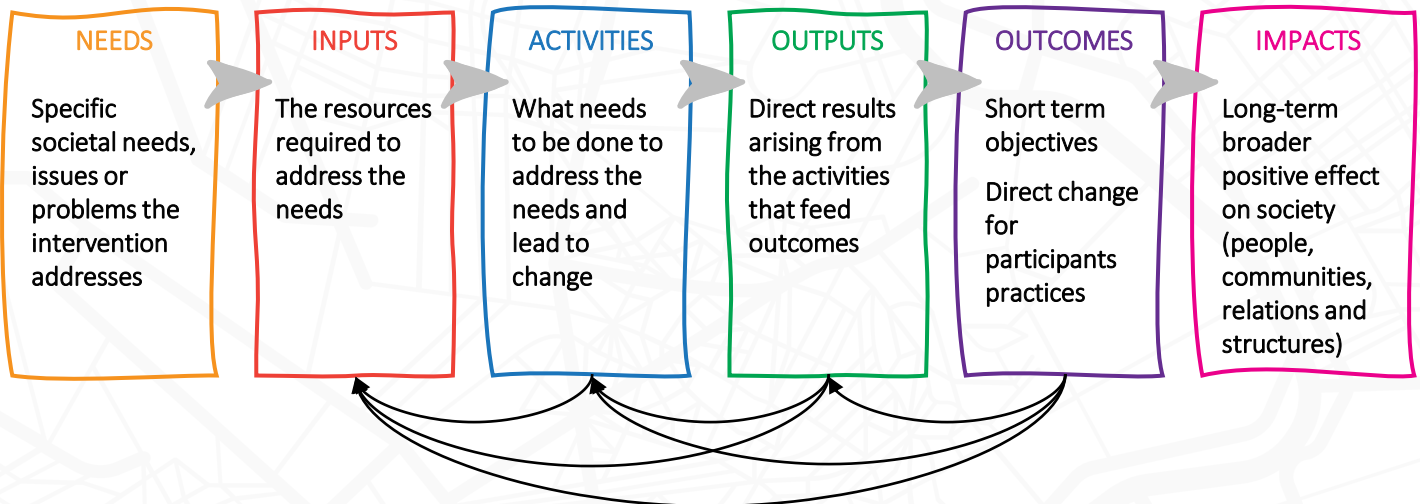 NEEDS
Specific
societal needs,
issues or
problems the
intervention
addresses
INPUTS
The resources
required to
address the
needs
ACTIVITIES
What needs
to be done to
address the
needs and
lead to
change
OUTPUTS
Direct results
arising from
the activities
that feed
outcomes
OUTCOMES
Short term
objectives
Direct change
for
participants
practices
IMPACTS
Long-term
broader
positive effect
on society
(people,
communities,
relations and
structures)